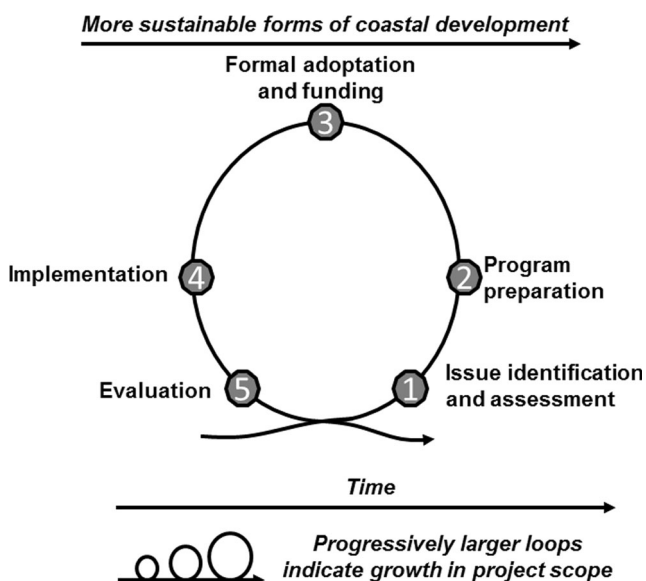 More sustainable forms of coastal development
Formal adoptation
and funding
3
Implementation
4
2
Program
preparation
Evaluation
5
1
Issue identification
and assessment
Time
Progressively larger loops
indicate growth in project scope